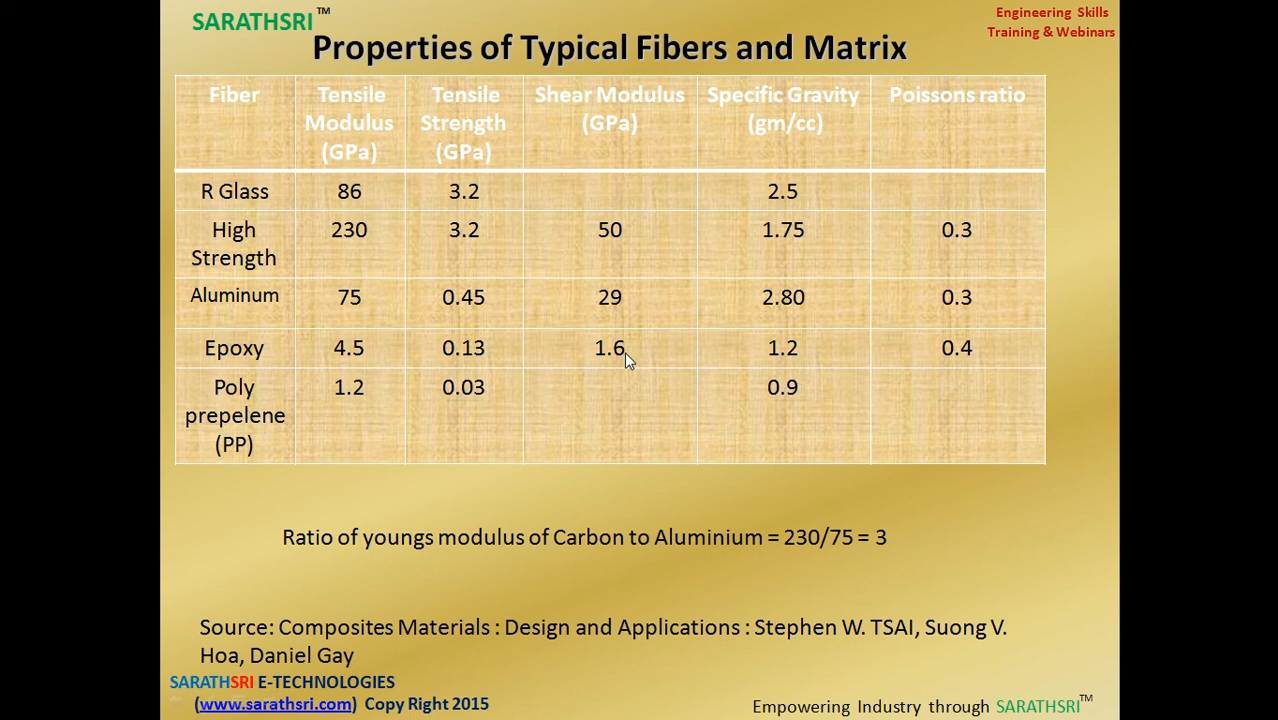 SARATHSRI™
Engineering Skills
Training & Webinars
Properties of Typical Fibers and Matrix
Fiber Tensile Modulus (GPa) Tensile Strength (GPa) Shear Modulus (GPa) Specific Gravity (gm/cc) Poissons ratio
R Glass 86 3.2 2.5
High Strength 230 3.2 50 1.75 0.3
Aluminum 75 0.45 29 2.80 0.3
Epoxy 4.5 0.13 1.6 1.2 0.4
Poly prepelene (PP) 1.2 0.03 0.9
Ratio of youngs modulus of Carbon to Aluminium = 230/75 = 3
Source: Composites Materials : Design and Applications : Stephen W. TSAI, Suong V.
Hoa, Daniel Gay
SARATHSRI E-TECHNOLOGIES
(www.sarathsri.com) Copy Right 2015
Empowering Industry through SARATHSRI™